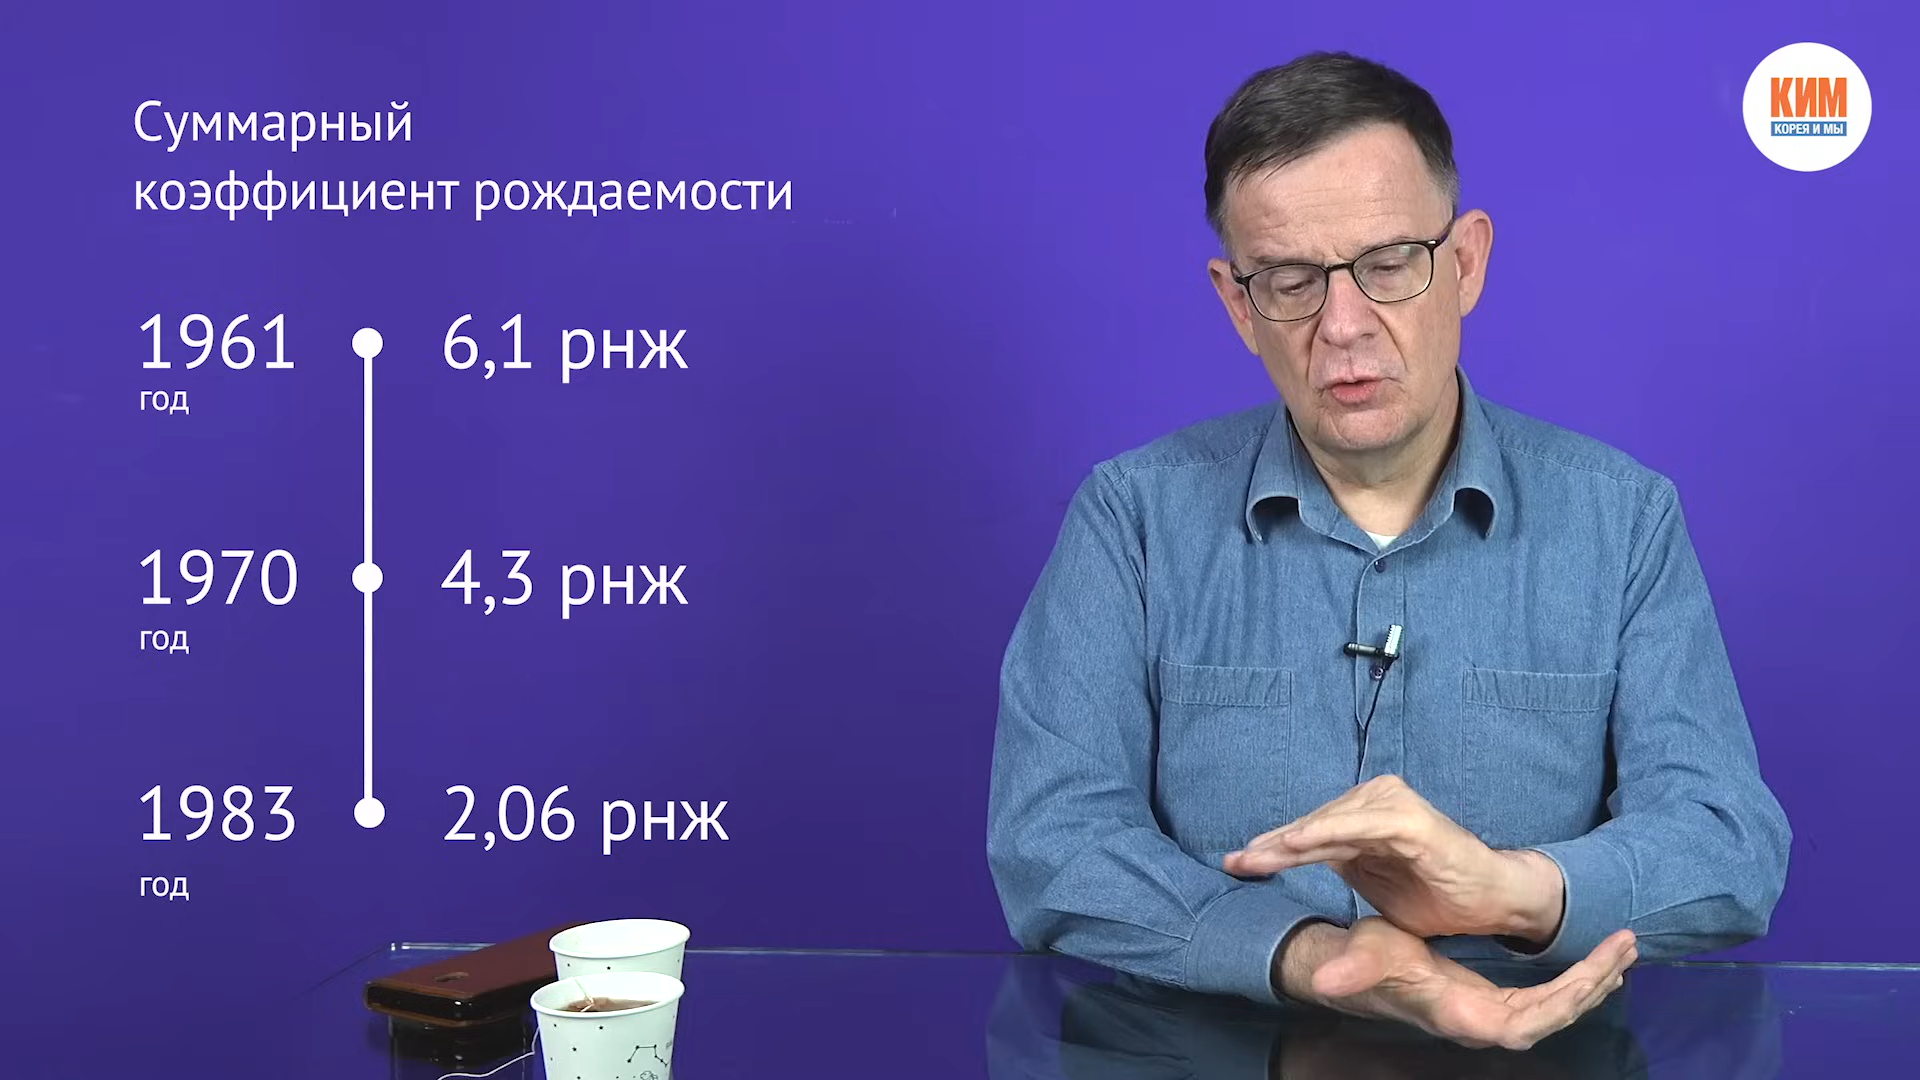 Суммарный
коэффициент рождаемости
КИМ
КОРЕЯ И МЫ
1961 6,1 рнж
год
1970 4,3 рнж
год
1983 2,06 рнж
год